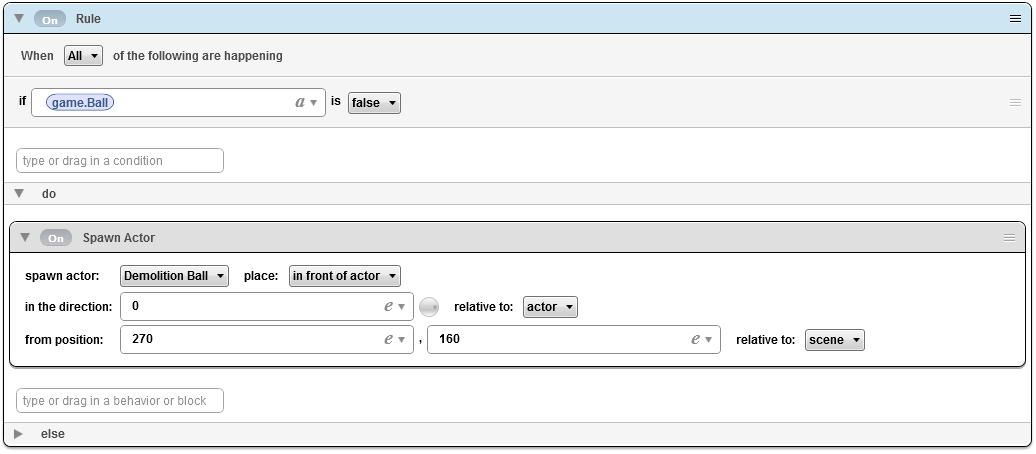 On Rule
When All of the following are happening
if game.Ball a is false
type or drag in a condition
do
On Spawn Actor
spawn actor: Demolition Ball place: in front of actor
in the direction: 0 e relative to: actor
from position: 270 e , 160 e relative to: scene
type or drag in a behavior or block
else